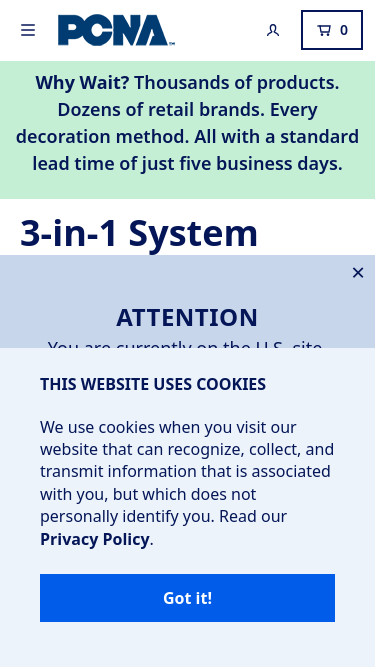 PCNA
0
Why Wait? Thousands of products.
Dozens of retail brands. Every
decoration method. All with a standard
lead time of just five business days.
3-in-1 System
ATTENTION
You are currently on the U.S. site.
THIS WEBSITE USES COOKIES
We use cookies when you visit our
website that can recognize, collect, and
transmit information that is associated
with you, but which does not
personally identify you. Read our
Privacy Policy.
Got it!